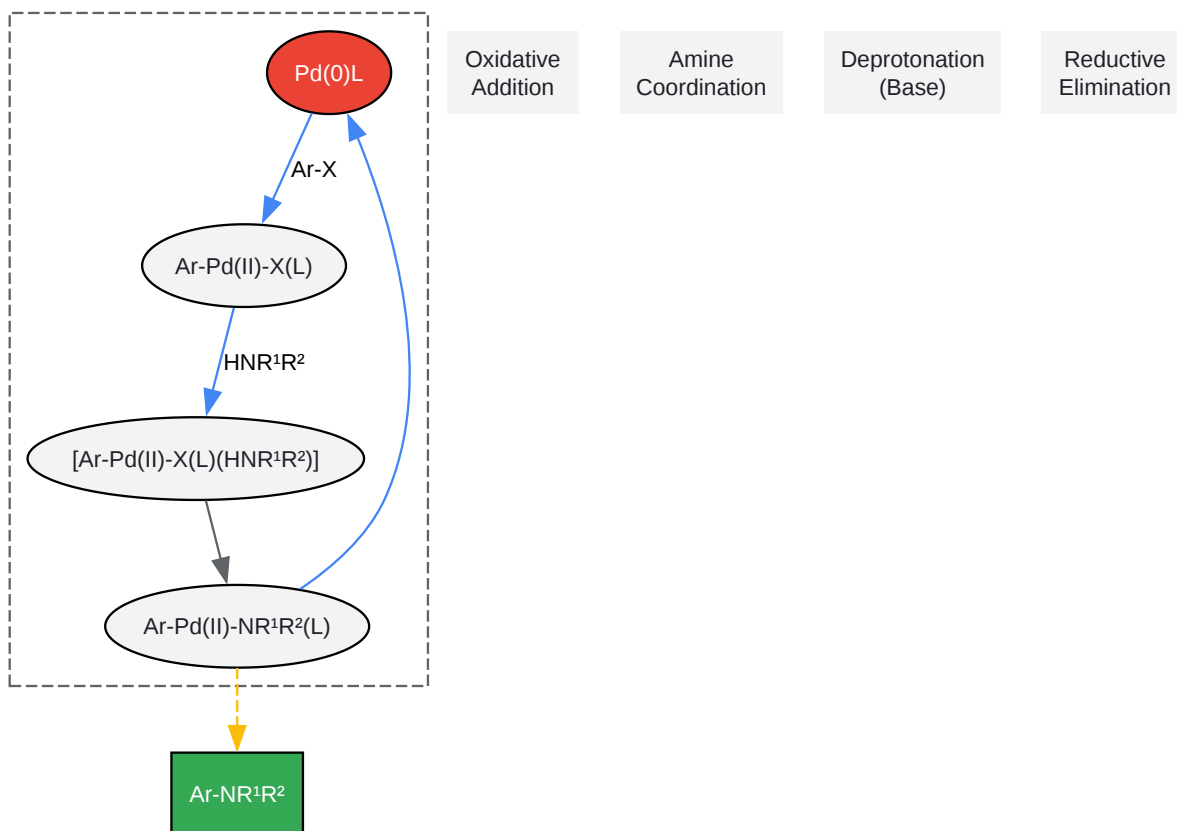 Pd(0)L
Oxidative
Addition
Amine
Coordination
Deprotonation
(Base)
Reductive
Elimination
Ar-X
Ar-Pd(II)-X(L)
HNR¹R²
[Ar-Pd(II)-X(L)(HNR¹R²)]
Ar-Pd(II)-NR¹R²(L)
Ar-NR¹R²